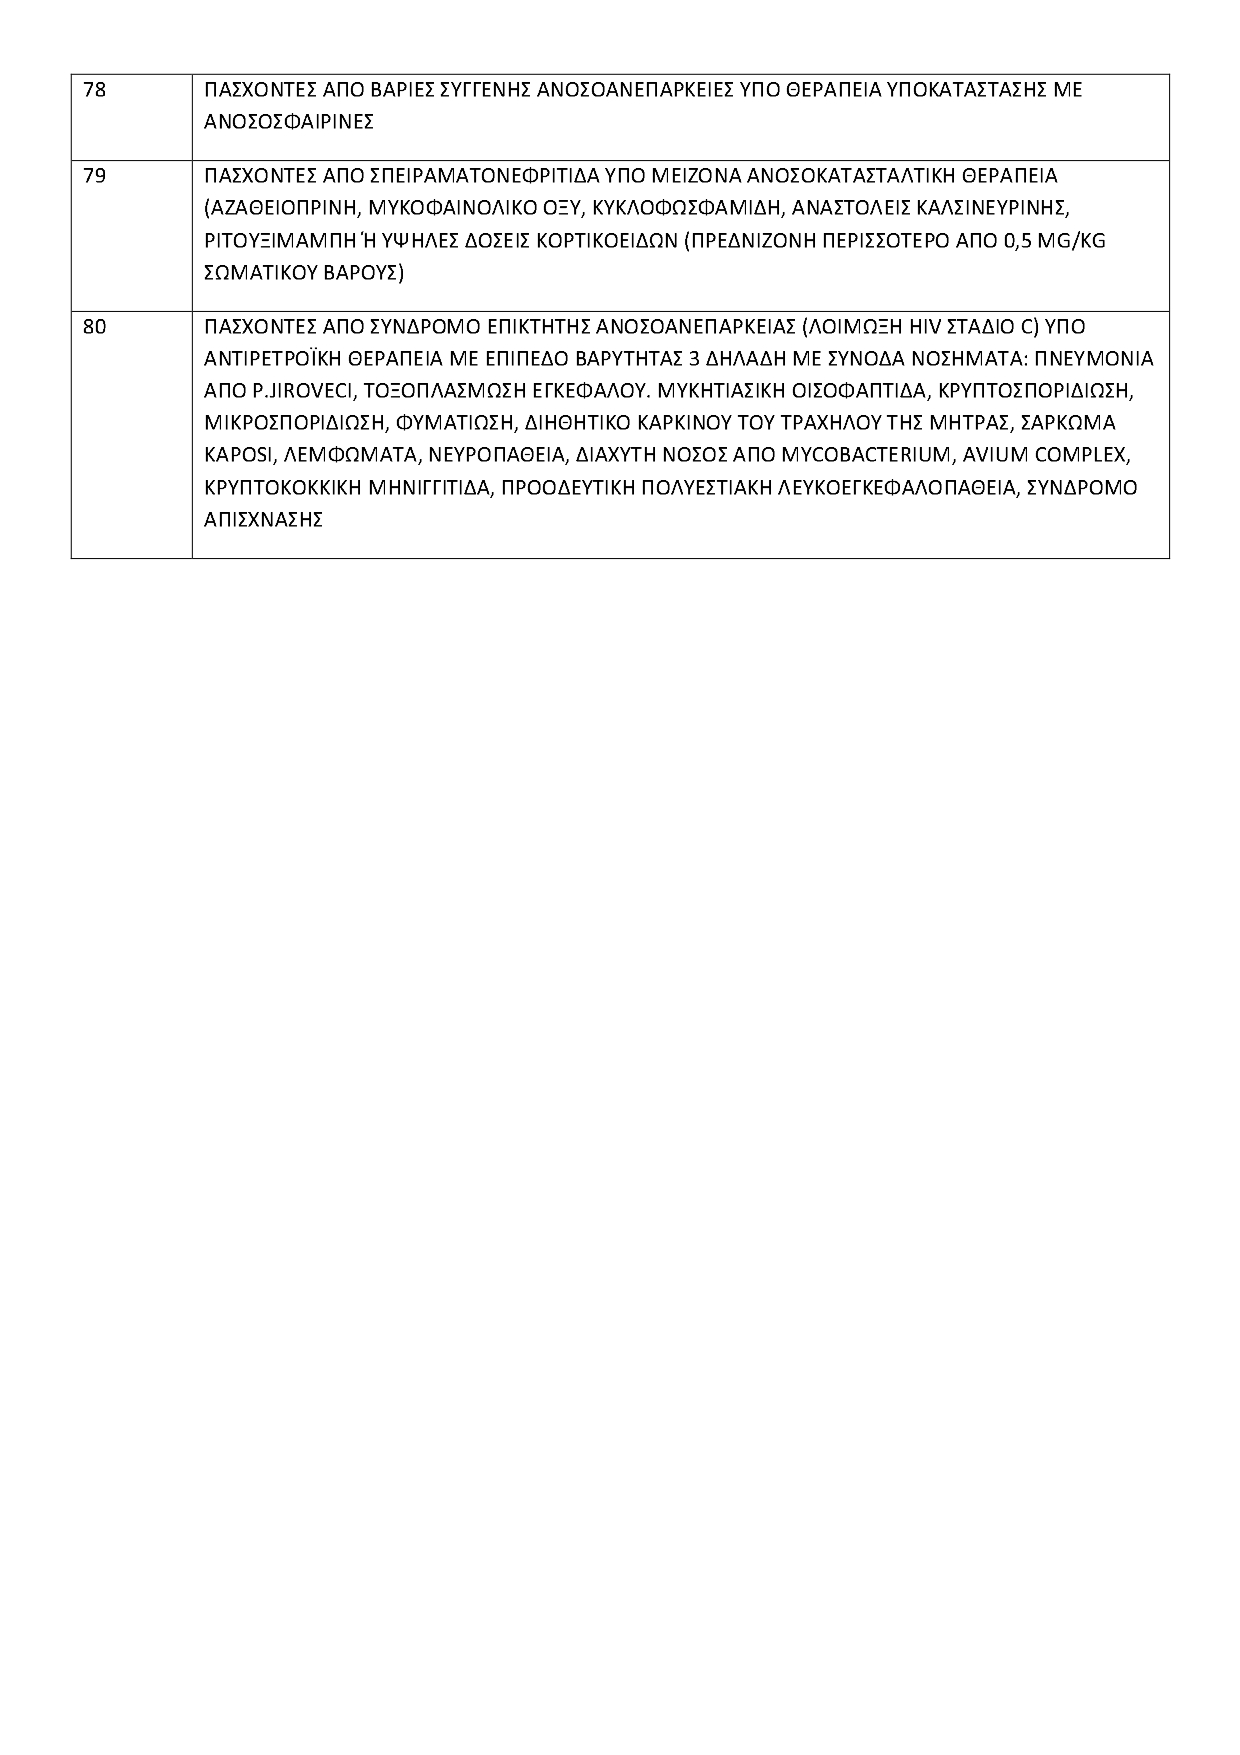 78 ΠΑΣΧΟΝΤΕΣ ΑΠΟ ΒΑΡΙΕΣ ΣΥΓΓΕΝΗΣ ΑΝΟΣΟΑΝΕΠΑΡΚΕΙΕΣ ΥΠΟ ΘΕΡΑΠΕΙΑ ΥΠΟΚΑΤΑΣΤΑΣΗΣ ΜΕ
ΑΝΟΣΟΣΦΑΙΡΙΝΕΣ
79 ΠΑΣΧΟΝΤΕΣ ΑΠΟ ΣΠΕΙΡΑΜΑΤΟΝΕΦΡΙΤΙΔΑ ΥΠΟ ΜΕΙΖΟΝΑ ΑΝΟΣΟΚΑΤΑΣΤΑΛΤΙΚΗ ΘΕΡΑΠΕΙΑ
(ΑΖΑΘΕΙΟΠΡΙΝΗ, ΜΥΚΟΦΑΙΝΟΛΙΚΟ ΟΞΥ, ΚΥΚΛΟΦΩΣΦΑΜΙΔΗ, ΑΝΑΣΤΟΛΕΙΣ ΚΑΛΣΙΝΕΥΡΙΝΗΣ,
ΡΙΤΟΥΞΙΜΑΜΠΗ Ή ΥΨΗΛΕΣ ΔΟΣΕΙΣ ΚΟΡΤΙΚΟΕΙΔΩΝ (ΠΡΕΔΝΙΖΟΝΗ ΠΕΡΙΣΣΟΤΕΡΟ ΑΠΟ 0,5 MG/KG
ΣΩΜΑΤΙΚΟΥ ΒΑΡΟΥΣ)
80 ΠΑΣΧΟΝΤΕΣ ΑΠΟ ΣΥΝΔΡΟΜΟ ΕΠΙΚΤΗΤΗΣ ΑΝΟΣΟΑΝΕΠΑΡΚΕΙΑΣ (ΛΟΙΜΩΞΗ HIV ΣΤΑΔΙΟ C) ΥΠΟ
ΑΝΤΙΡΕΤΡΟΪΚΗ ΘΕΡΑΠΕΙΑ ΜΕ ΕΠΙΠΕΔΟ ΒΑΡΥΤΗΤΑΣ 3 ΔΗΛΑΔΗ ΜΕ ΣΥΝΟΔΑ ΝΟΣΗΜΑΤΑ: ΠΝΕΥΜΟΝΙΑ
ΑΠΟ P.JIROVECI, ΤΟΞΟΠΛΑΣΜΩΣΗ ΕΓΚΕΦΑΛΟΥ. ΜΥΚΗΤΙΑΣΙΚΗ ΟΙΣΟΦΑΠΤΙΔΑ, ΚΡΥΠΤΟΣΠΟΡΙΔΙΩΣΗ,
ΜΙΚΡΟΣΠΟΡΙΔΙΩΣΗ, ΦΥΜΑΤΙΩΣΗ, ΔΙΗΘΗΤΙΚΟ ΚΑΡΚΙΝΟΥ ΤΟΥ ΤΡΑΧΗΛΟΥ ΤΗΣ ΜΗΤΡΑΣ, ΣΑΡΚΩΜΑ
KAPOSI, ΛΕΜΦΩΜΑΤΑ, ΝΕΥΡΟΠΑΘΕΙΑ, ΔΙΑΧΥΤΗ ΝΟΣΟΣ ΑΠΟ MYCOBACTERIUM, AVIUM COMPLEX,
ΚΡΥΠΤΟΚΟΚΚΙΚΗ ΜΗΝΙΓΓΙΤΙΔΑ, ΠΡΟΟΔΕΥΤΙΚΗ ΠΟΛΥΕΣΤΙΑΚΗ ΛΕΥΚΟΕΓΚΕΦΑΛΟΠΑΘΕΙΑ, ΣΥΝΔΡΟΜΟ
ΑΠΙΣΧΝΑΣΗΣ